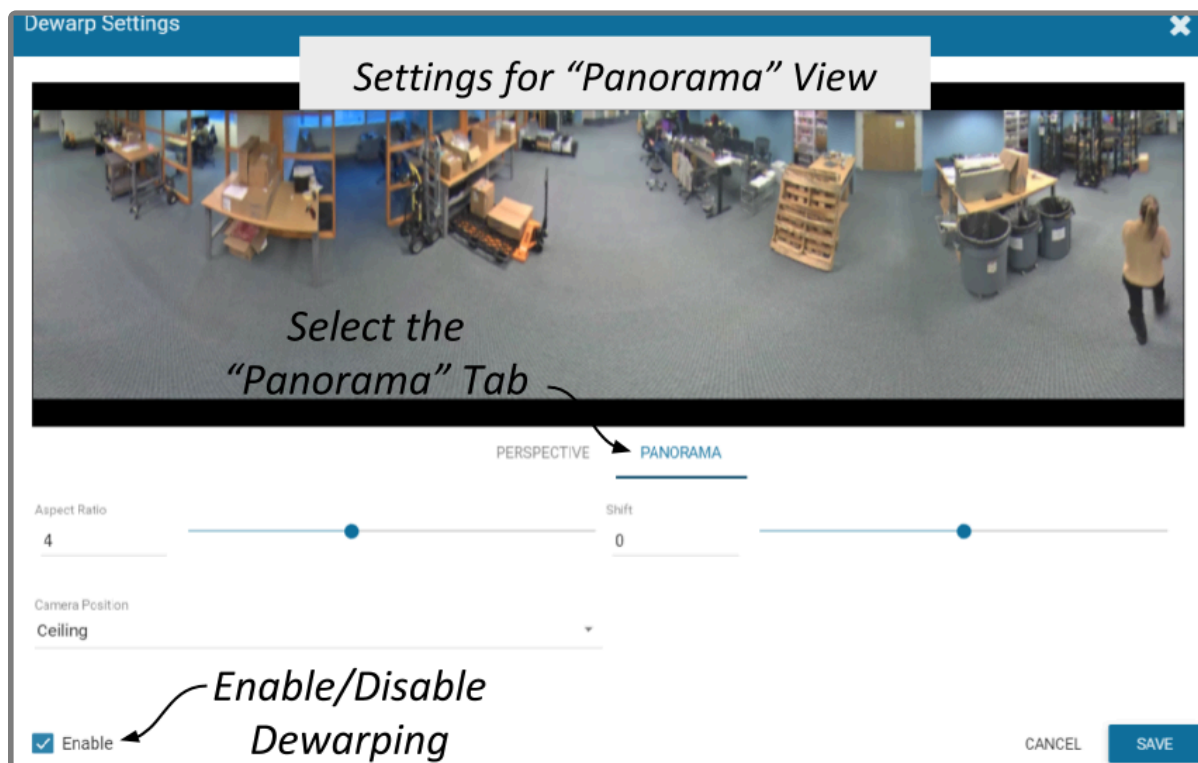 Dewarp Settings
Settings for “Panorama” View
Select the
“Panorama” Tab
PERSPECTIVE
PANORAMA
Aspect Ratio
4
Shift
0
Camera Position
Ceiling
Enable/Disable
Dewarping
Enable
CANCEL
SAVE